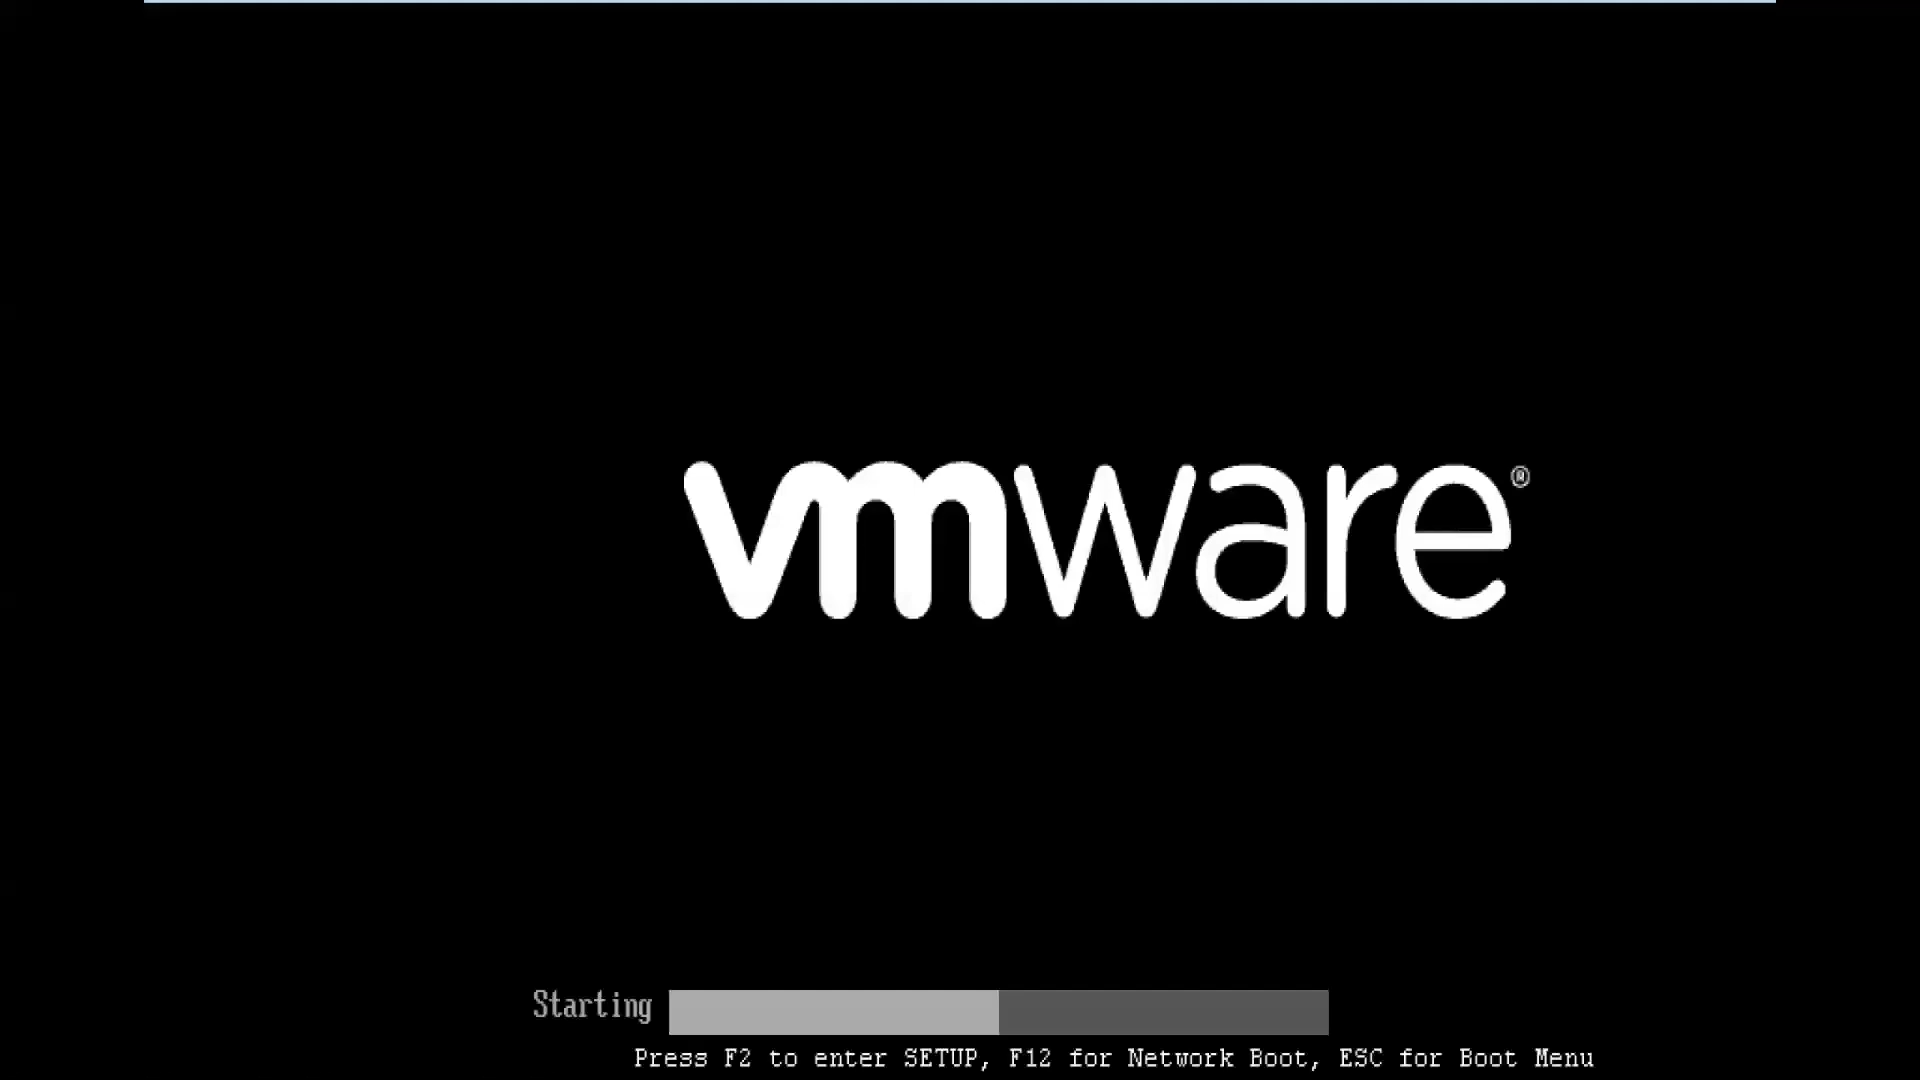 vmware®
Starting
Press F2 to enter SETUP, F12 for Network Boot, ESC for Boot Menu